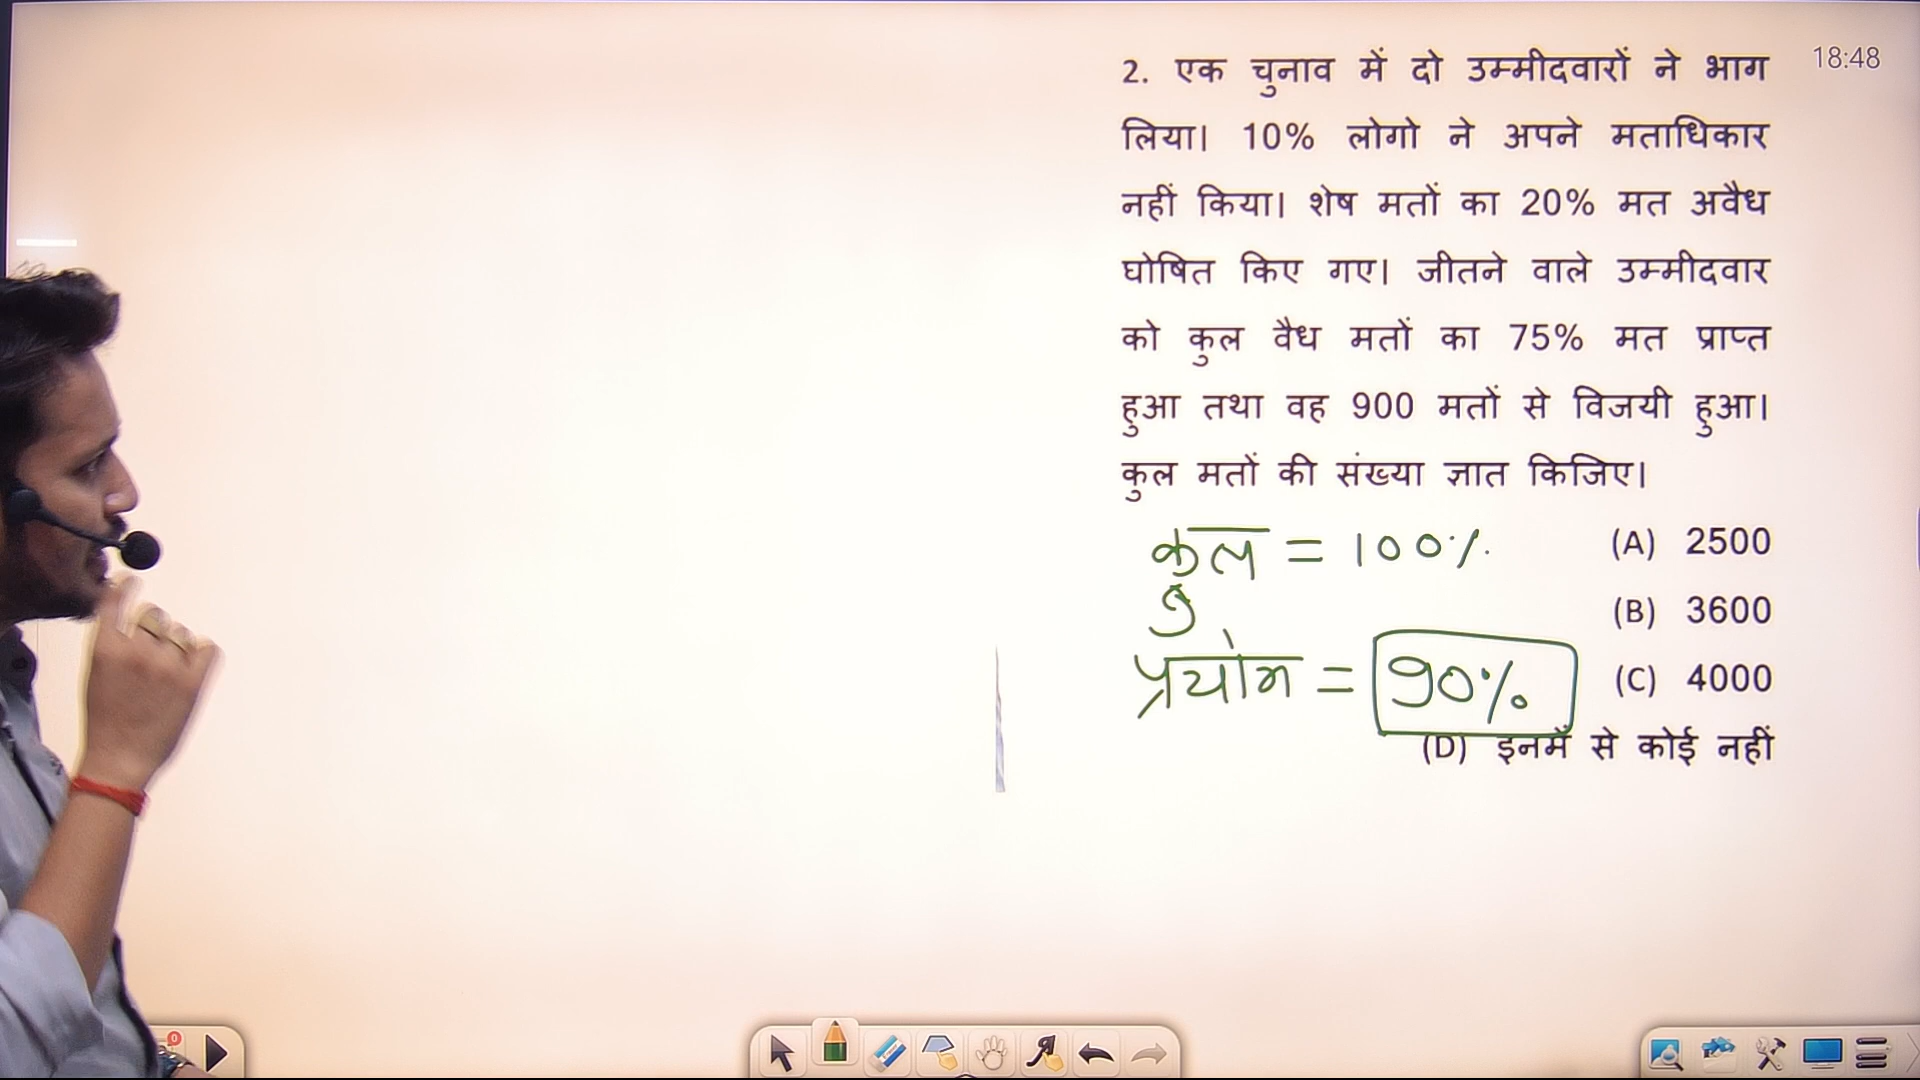 18:48
2. एक चुनाव में दो उम्मीदवारों ने भाग
लिया। 10% लोगो ने अपने मताधिकार
नहीं किया। शेष मतों का 20% मत अवैध
घोषित किए गए। जीतने वाले उम्मीदवार
को कुल वैध मतों का 75% मत प्राप्त
हुआ तथा वह 900 मतों से विजयी हुआ।
कुल मतों की संख्या ज्ञात किजिए।
कुल = 100%
(A) 2500
(B) 3600
प्रयोग = 90%
(C) 4000
(D) इनमें से कोई नहीं
0